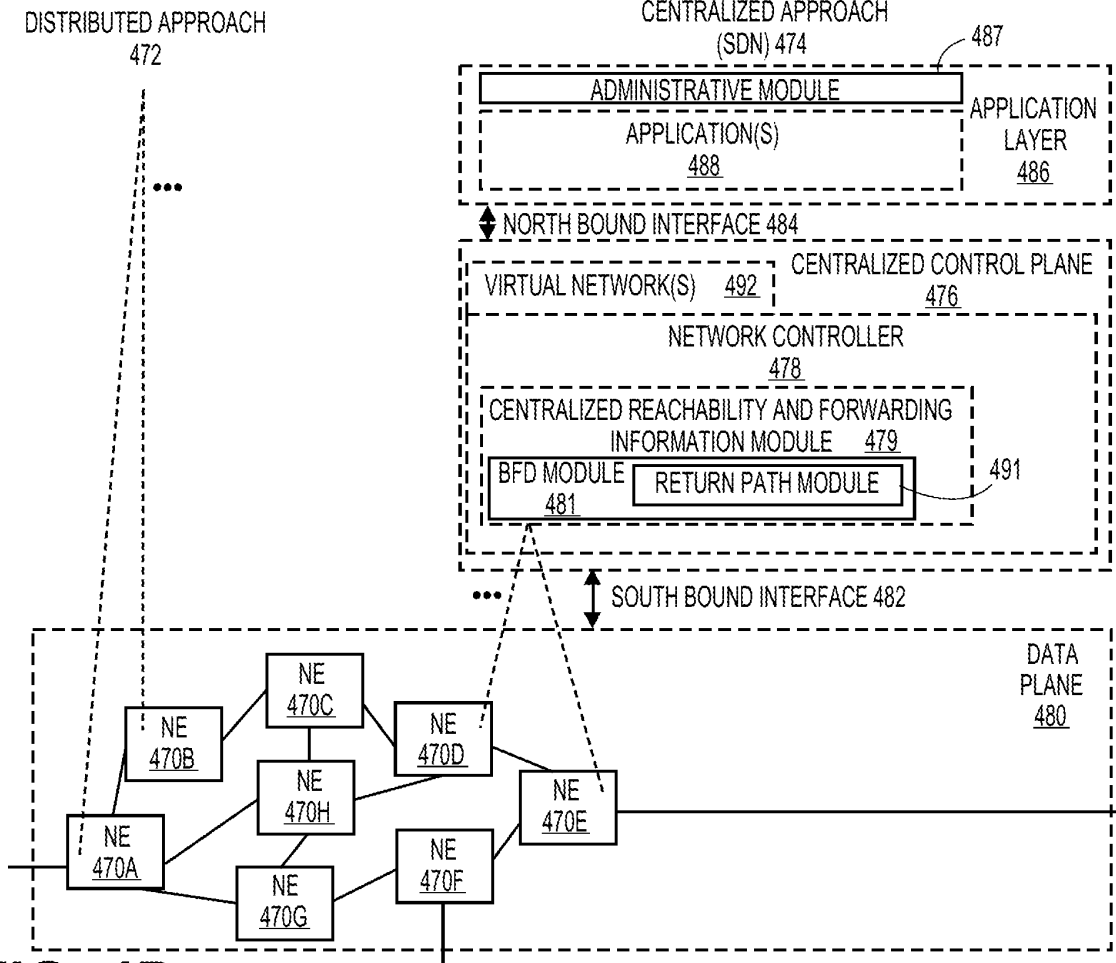 DISTRIBUTED APPROACH
472
CENTRALIZED APPROACH
(SDN) 474
487
ADMINISTRATIVE MODULE
APPLICATION(S)
488
APPLICATION
LAYER
486
•••
NORTH BOUND INTERFACE 484
VIRTUAL NETWORK(S) 492
CENTRALIZED CONTROL PLANE
476
NETWORK CONTROLLER
478
CENTRALIZED REACHABILITY AND FORWARDING
INFORMATION MODULE 479
BFD MODULE
481
RETURN PATH MODULE
491
•••
SOUTH BOUND INTERFACE 482
DATA
PLANE
480
NE
470C
NE
470B
NE
470D
NE
470H
NE
470E
NE
470A
NE
470F
NE
470G